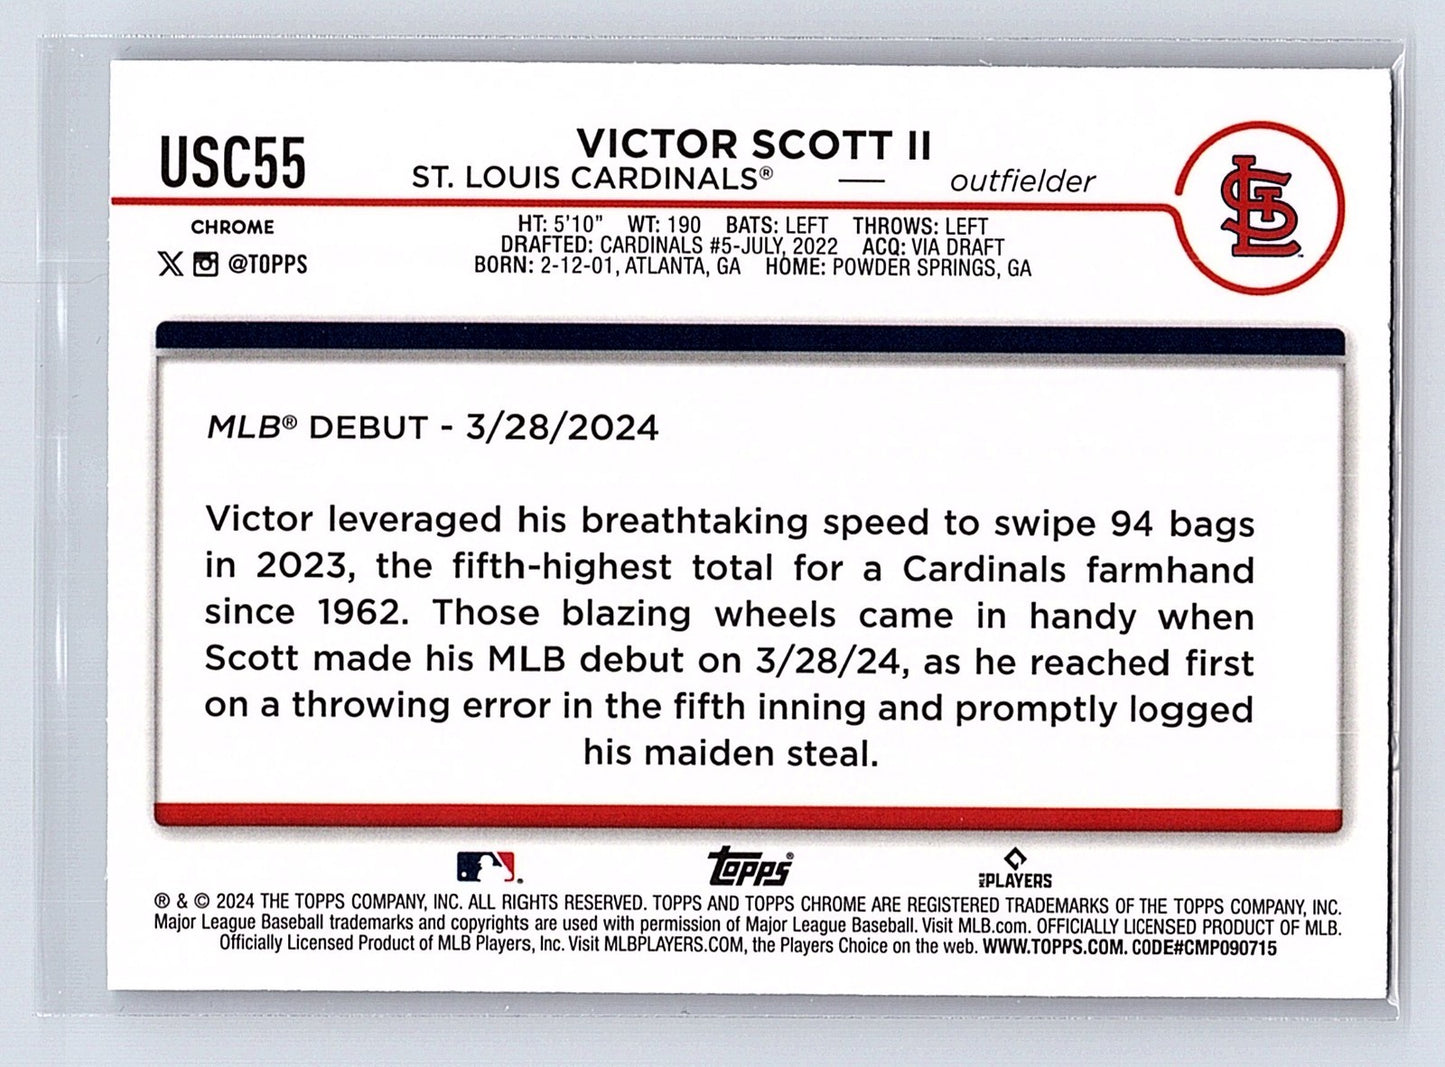 USC55
VICTOR SCOTT II
ST. LOUIS CARDINALS® — outfielder
CHROME
@TOPPS
HT: 5'10" WT: 190 BATS: LEFT THROWS: LEFT
DRAFTED: CARDINALS #5-JULY, 2022 ACQ: VIA DRAFT
BORN: 2-12-01, ATLANTA, GA HOME: POWDER SPRINGS, GA
STL
MLB® DEBUT - 3/28/2024
Victor leveraged his breathtaking speed to swipe 94 bags
in 2023, the fifth-highest total for a Cardinals farmhand
since 1962. Those blazing wheels came in handy when
Scott made his MLB debut on 3/28/24, as he reached first
on a throwing error in the fifth inning and promptly logged
his maiden steal.
Topps®
MLB PLAYERS
® & © 2024 THE TOPPS COMPANY, INC. ALL RIGHTS RESERVED. TOPPS AND TOPPS CHROME ARE REGISTERED TRADEMARKS OF THE TOPPS COMPANY, INC.
Major League Baseball trademarks and copyrights are used with permission of Major League Baseball. Visit MLB.com. OFFICIALLY LICENSED PRODUCT OF MLB.
Officially Licensed Product of MLB Players, Inc. Visit MLBPLAYERS.COM, the Players Choice on the web. WWW.TOPPS.COM. CODE#CMP090715